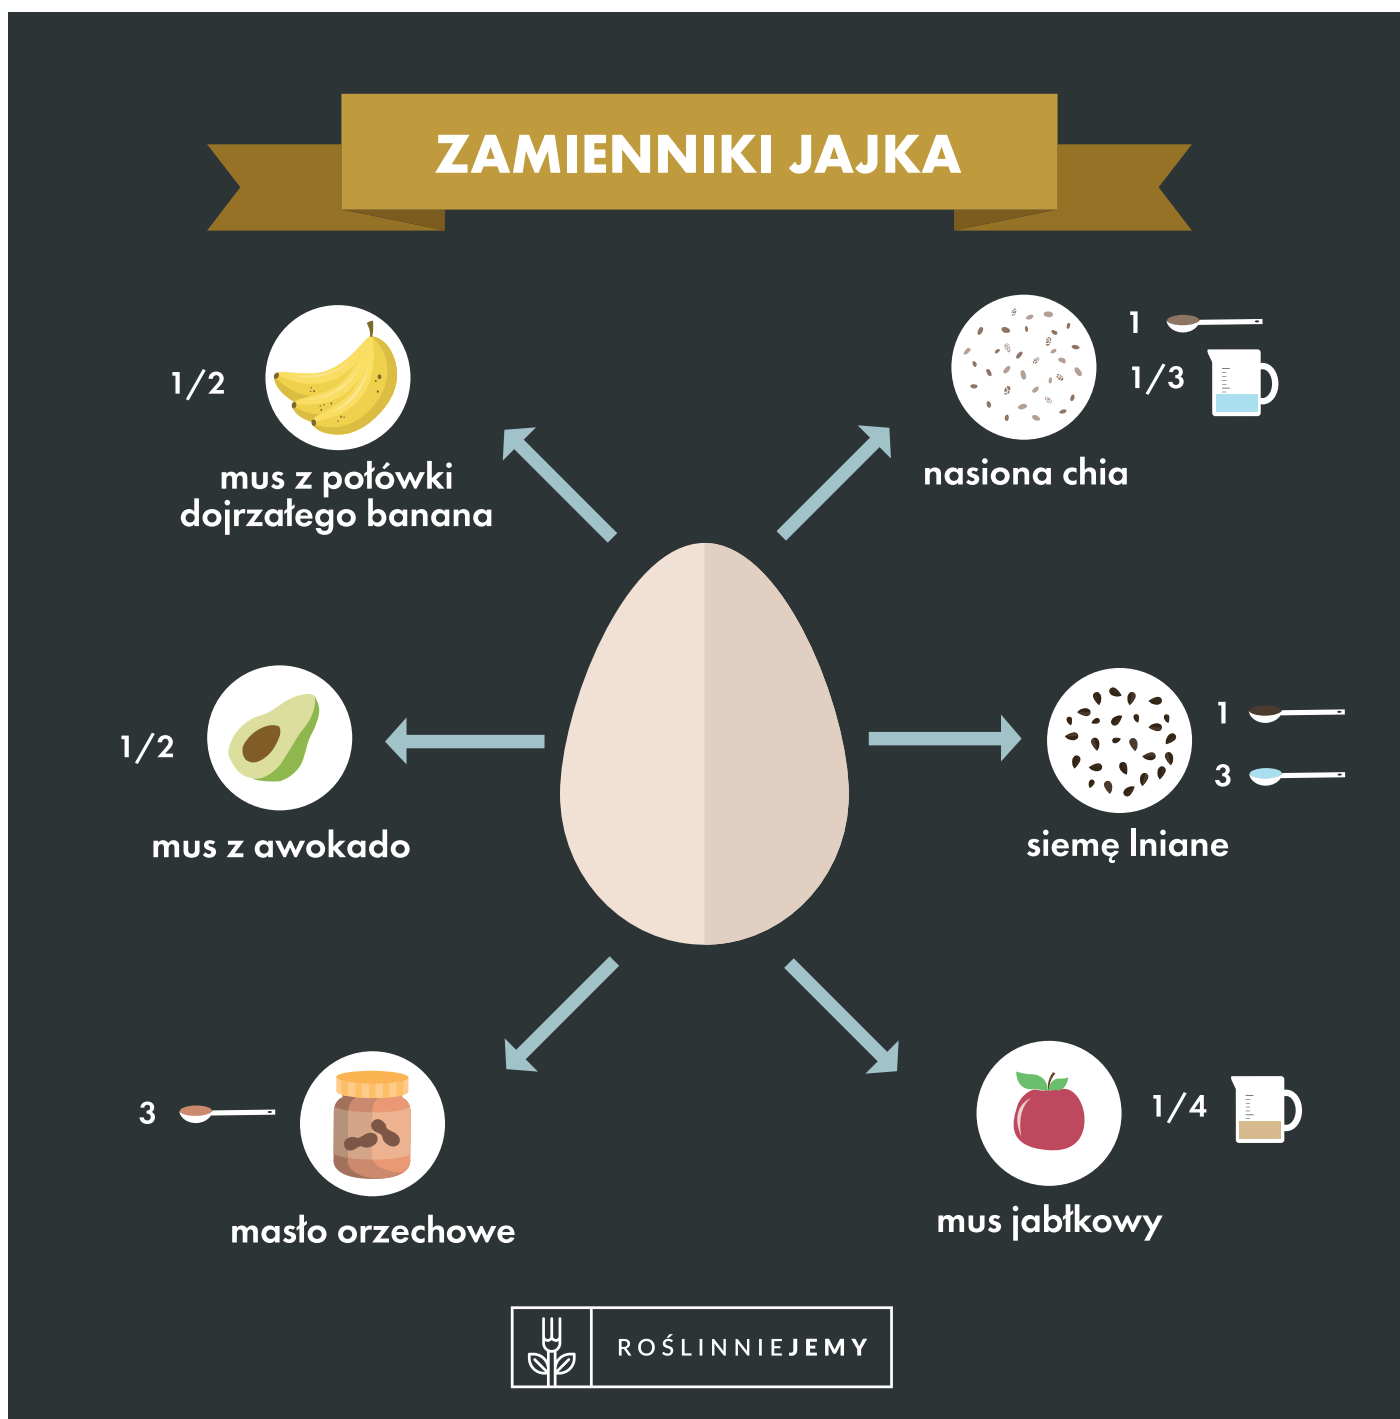 ZAMIENNIKI JAJKA
1/2
mus z połówki
dojrzałego banana
1
1/3
nasiona chia
1/2
mus z awokado
1
3
siemę lniane
3
masło orzechowe
1/4
mus jabłkowy
ROŚLINNIEJEMY